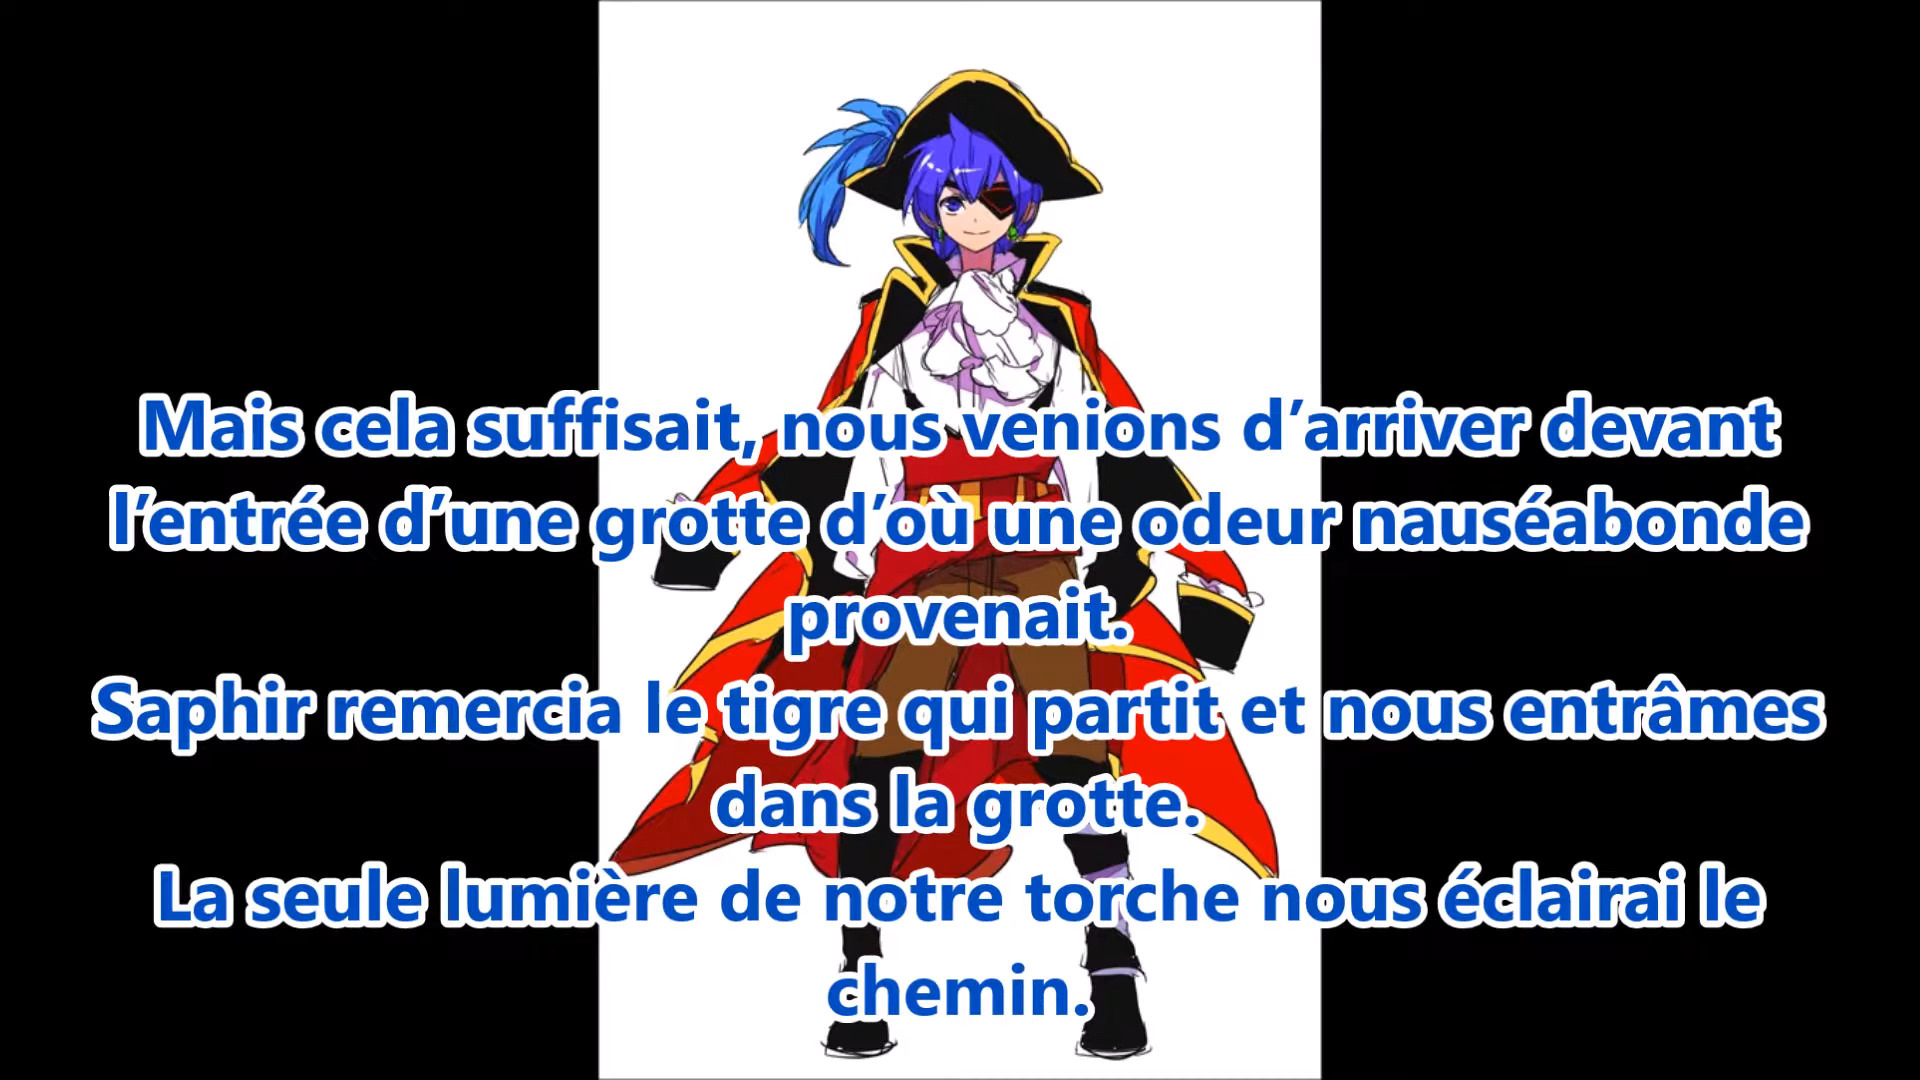 Mais cela suffisait, nous venions d’arriver devant
l’entrée d’une grotte d’où une odeur nauséabonde
provenait.
Saphir remercia le tigre qui partit et nous entrâmes
dans la grotte.
La seule lumière de notre torche nous éclairai le
chemin.